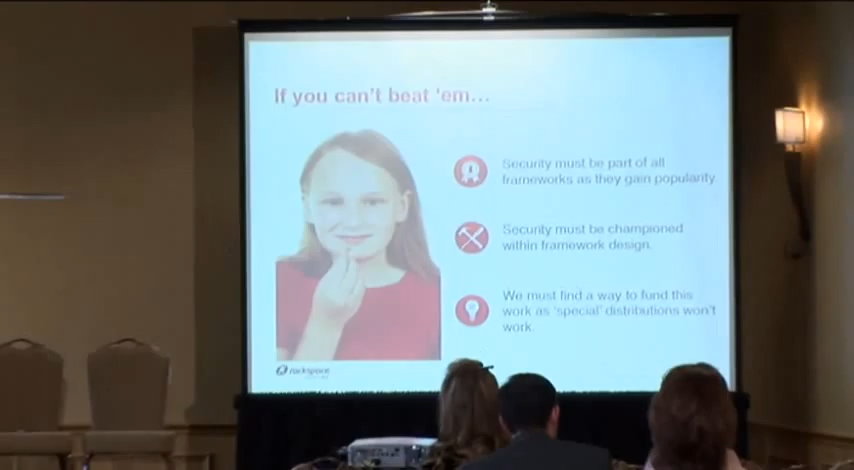 If you can't beat 'em...
Security must be part of all
frameworks as they gain popularity
Security must be championed
within framework design.
We must find a way to fund this
work as 'special' distributions won't
work.